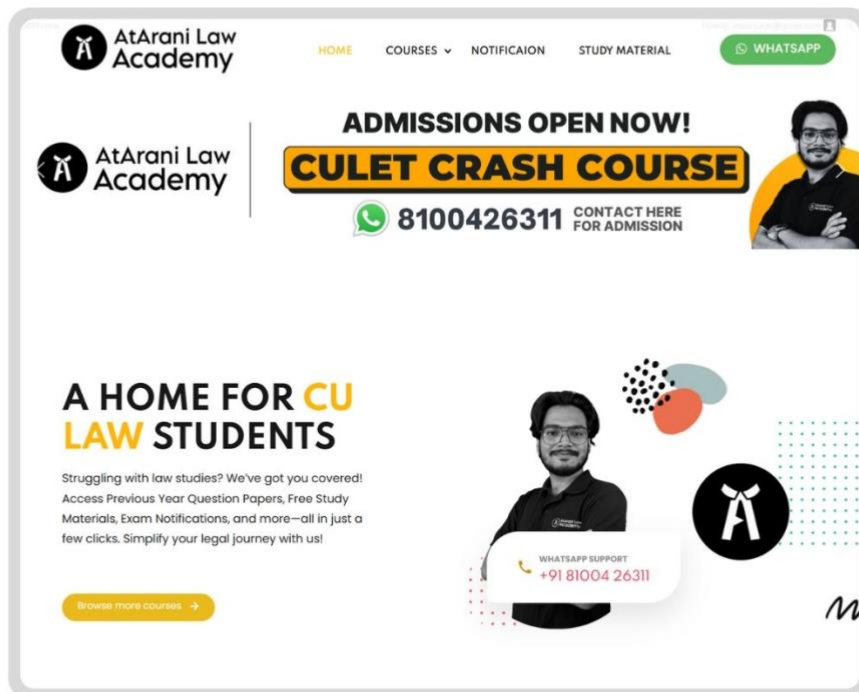 AtArani Law
Academy
HOME
COURSES
NOTIFICAION
STUDY MATERIAL
WHATSAPP
AtArani Law
Academy
ADMISSIONS OPEN NOW!
CULET CRASH COURSE
8100426311
CONTACT HERE
FOR ADMISSION
A HOME FOR CU
LAW STUDENTS
Struggling with law studies? We've got you covered!
Access Previous Year Question Papers, Free Study
Materials, Exam Notifications, and more—all in just a
few clicks. Simplify your legal journey with us!
Browse more courses
AtArani Law
Academy
WHATSAPP SUPPORT
+91 81004 26311